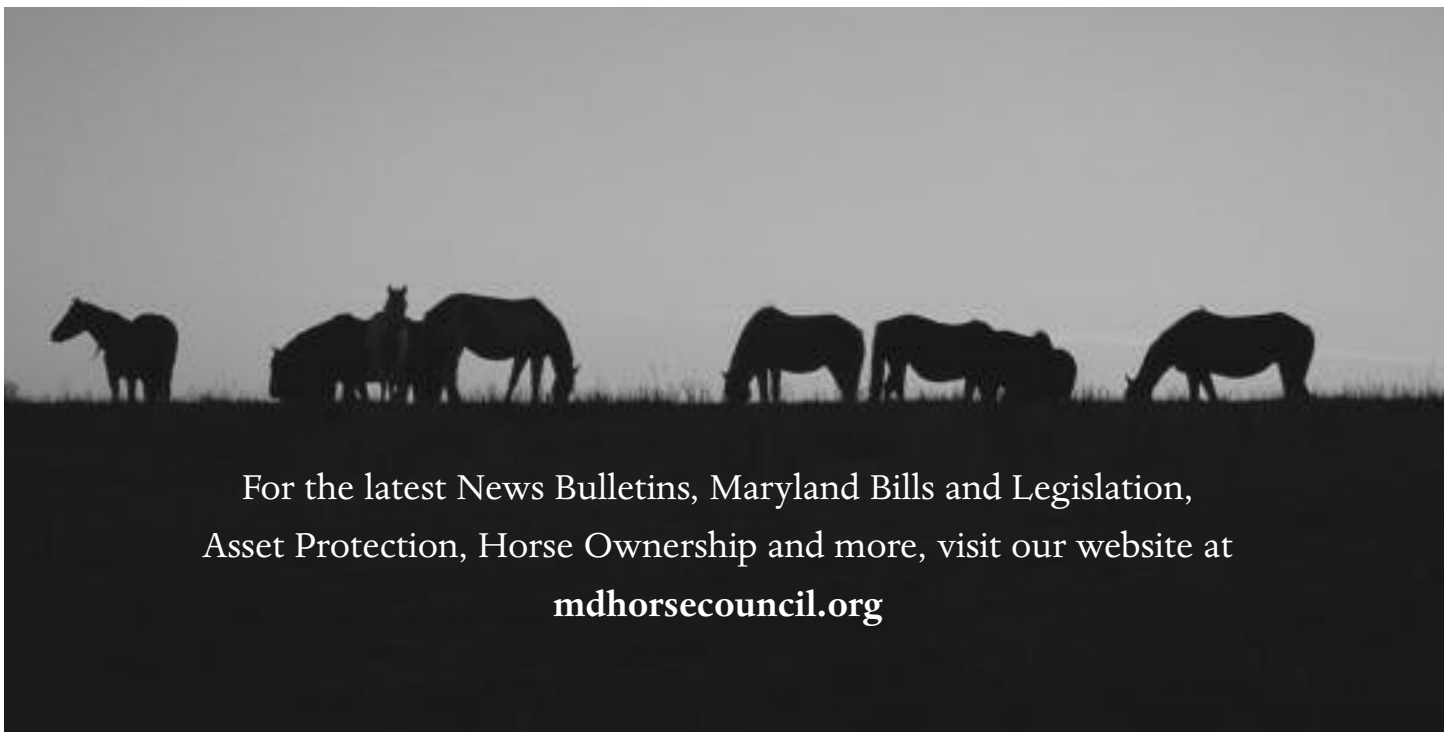 For the latest News Bulletins, Maryland Bills and Legislation,
Asset Protection, Horse Ownership and more, visit our website at
mdhorsecouncil.org